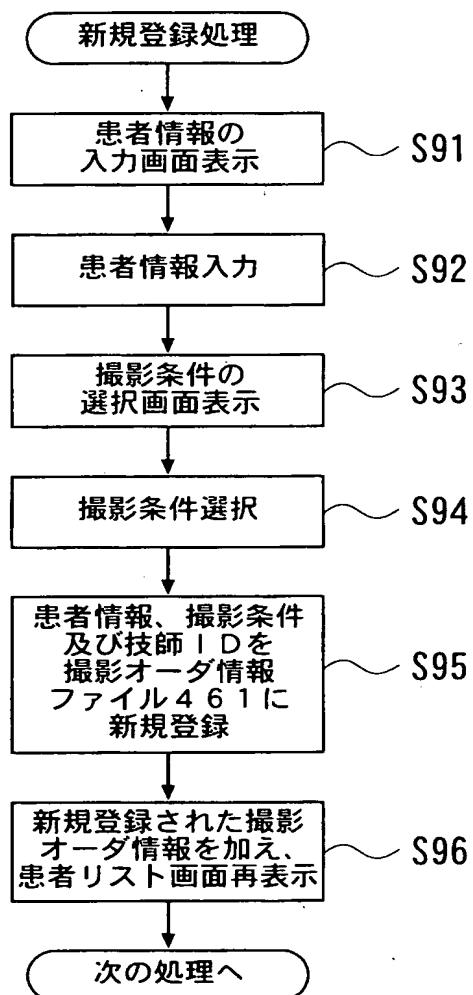 新規登録処理
患者情報の
入力画面表示
S91
患者情報入力
S92
撮影条件の
選択画面表示
S93
撮影条件選択
S94
患者情報、撮影条件
及び技師IDを
撮影オーダ情報
ファイル461に
新規登録
S95
新規登録された撮影
オーダ情報を加え、
患者リスト画面再表示
S96
次の処理へ